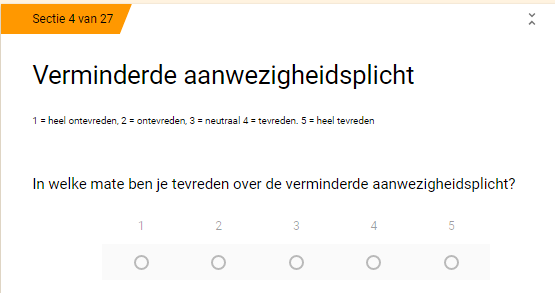 Sectie 4 van 27
Verminderde aanwezigheidsplicht
1 = heel ontevreden, 2 = ontevreden, 3 = neutraal 4 = tevreden. 5 = heel tevreden
In welke mate ben je tevreden over de verminderde aanwezigheidsplicht?
1 2 3 4 5